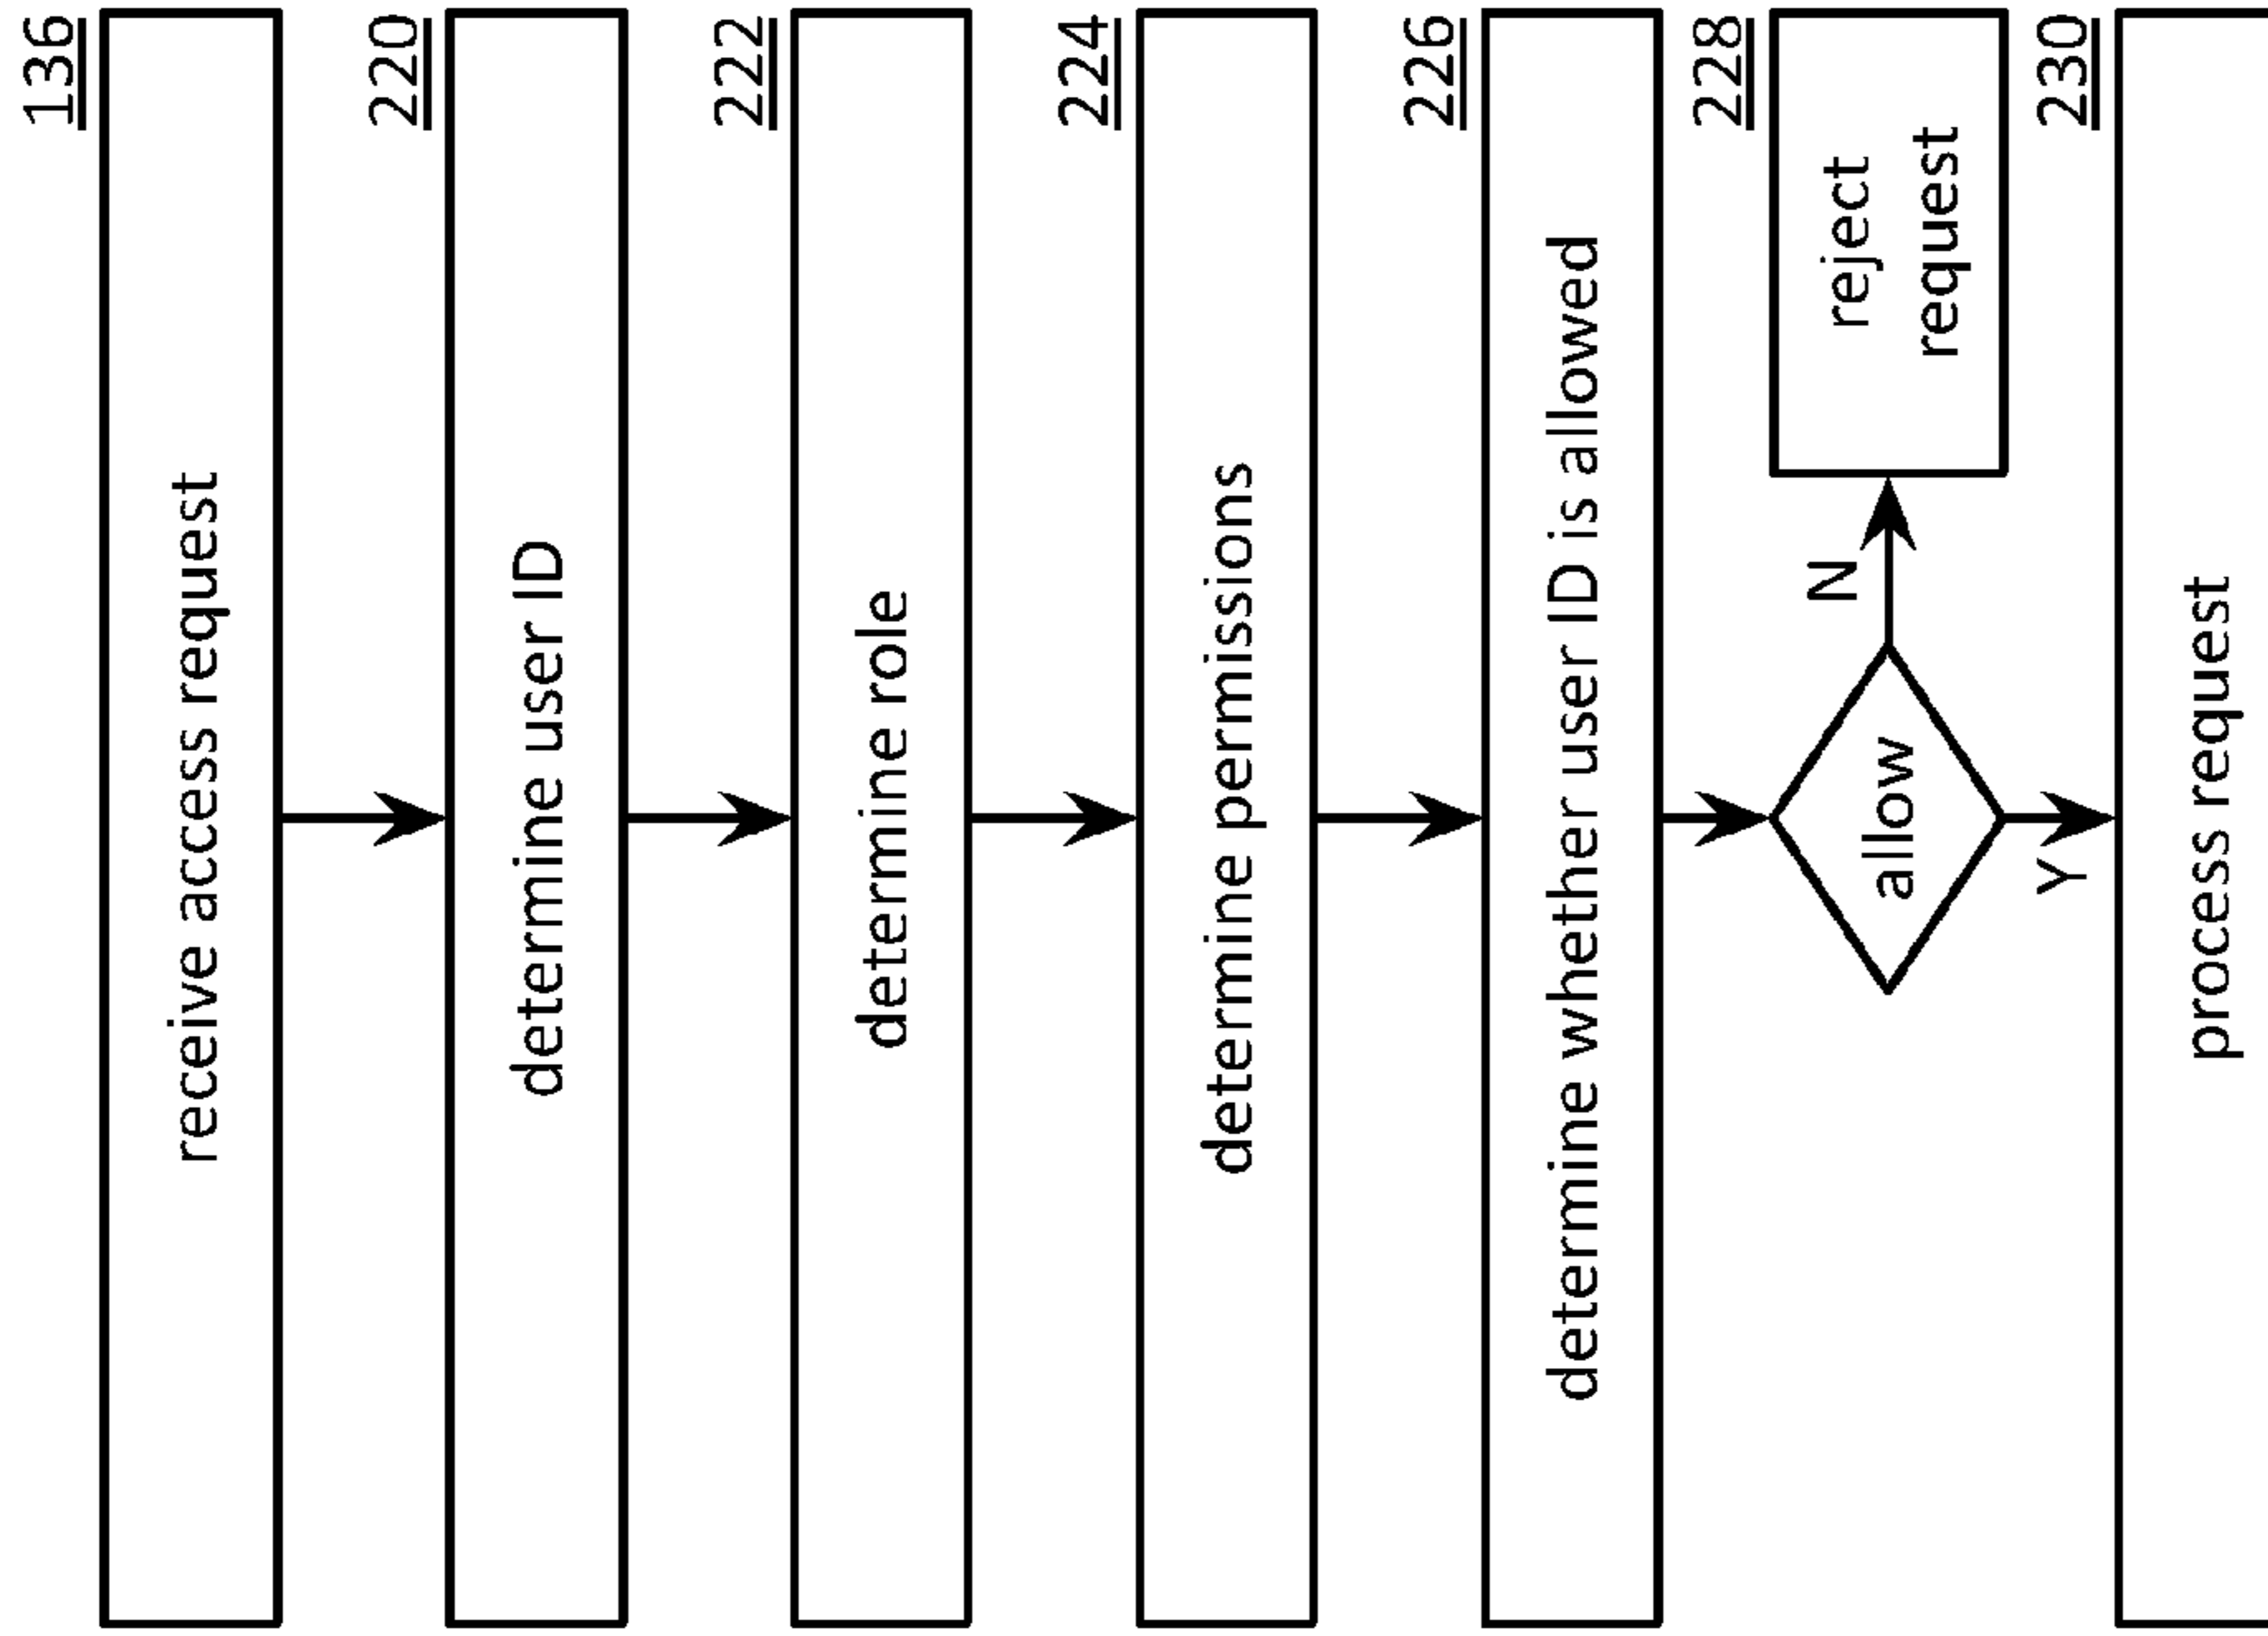 136
receive access request
220
determine user ID
222
determine role
224
determine permissions
226
determine whether user ID is allowed
228
allow
N
reject
request
Y
230
process request